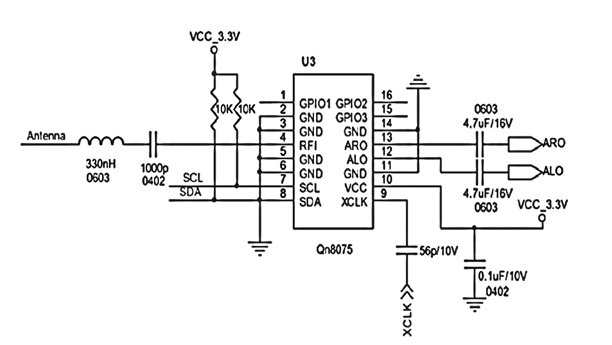 VCC_3.3V
U3
10K
10K
1
GPIO1
GPIO2
16
2
GND
GPIO3
15
3
GND
GND
14
4
RFI
ARO
13
5
GND
ALO
12
6
GND
GND
11
7
SCL
VCC
10
8
SDA
XCLK
9
Qn8075
Antenna
330nH
0603
1000p
0402
SCL
SDA
0603
4.7uF/16V
ARO
ALO
4.7uF/16V
0603
VCC_3.3V
56p/10V
0.1uF/10V
0402
XCLK